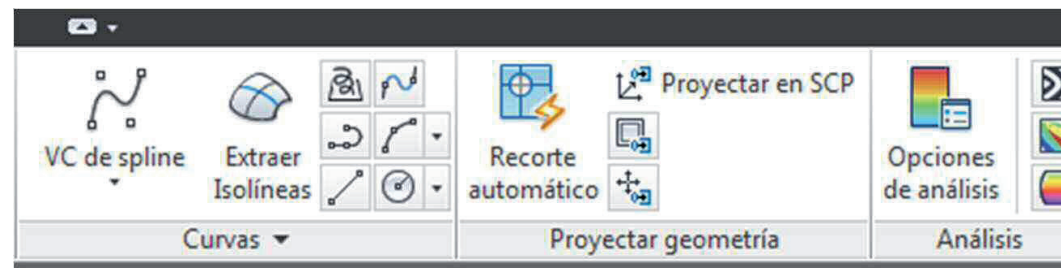 VC de spline
Extraer
Isolíneas
Curvas
Proyectar en SCP
Recorte
automático
Proyectar geometría
Opciones
de análisis
Análisis